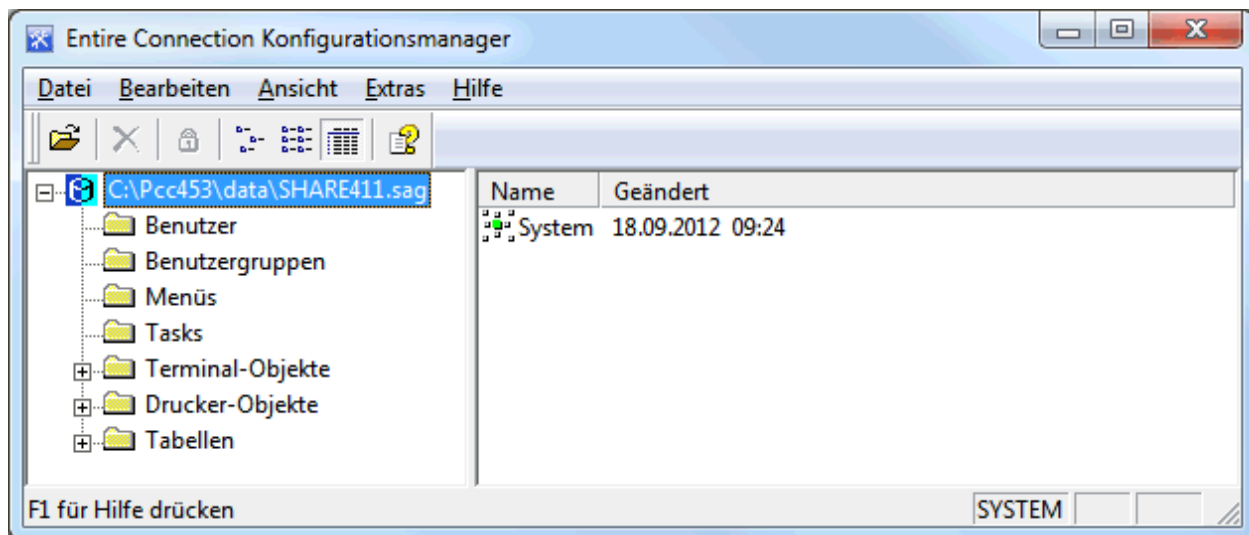 Entire Connection Konfigurationsmanager
Datei Bearbeiten Ansicht Extras Hilfe
C:\Pcc453\data\SHARE411.sag
Benutzer
Benutzergruppen
Menüs
Tasks
Terminal-Objekte
Drucker-Objekte
Tabellen
Name Geändert
System 18.09.2012 09:24
F1 für Hilfe drücken SYSTEM